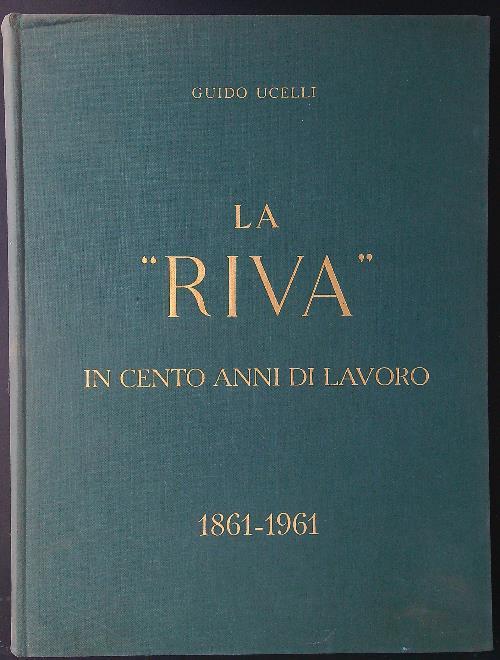 GUIDO UCELLI
LA
"RIVA"
IN CENTO ANNI DI LAVORO
1861-1961